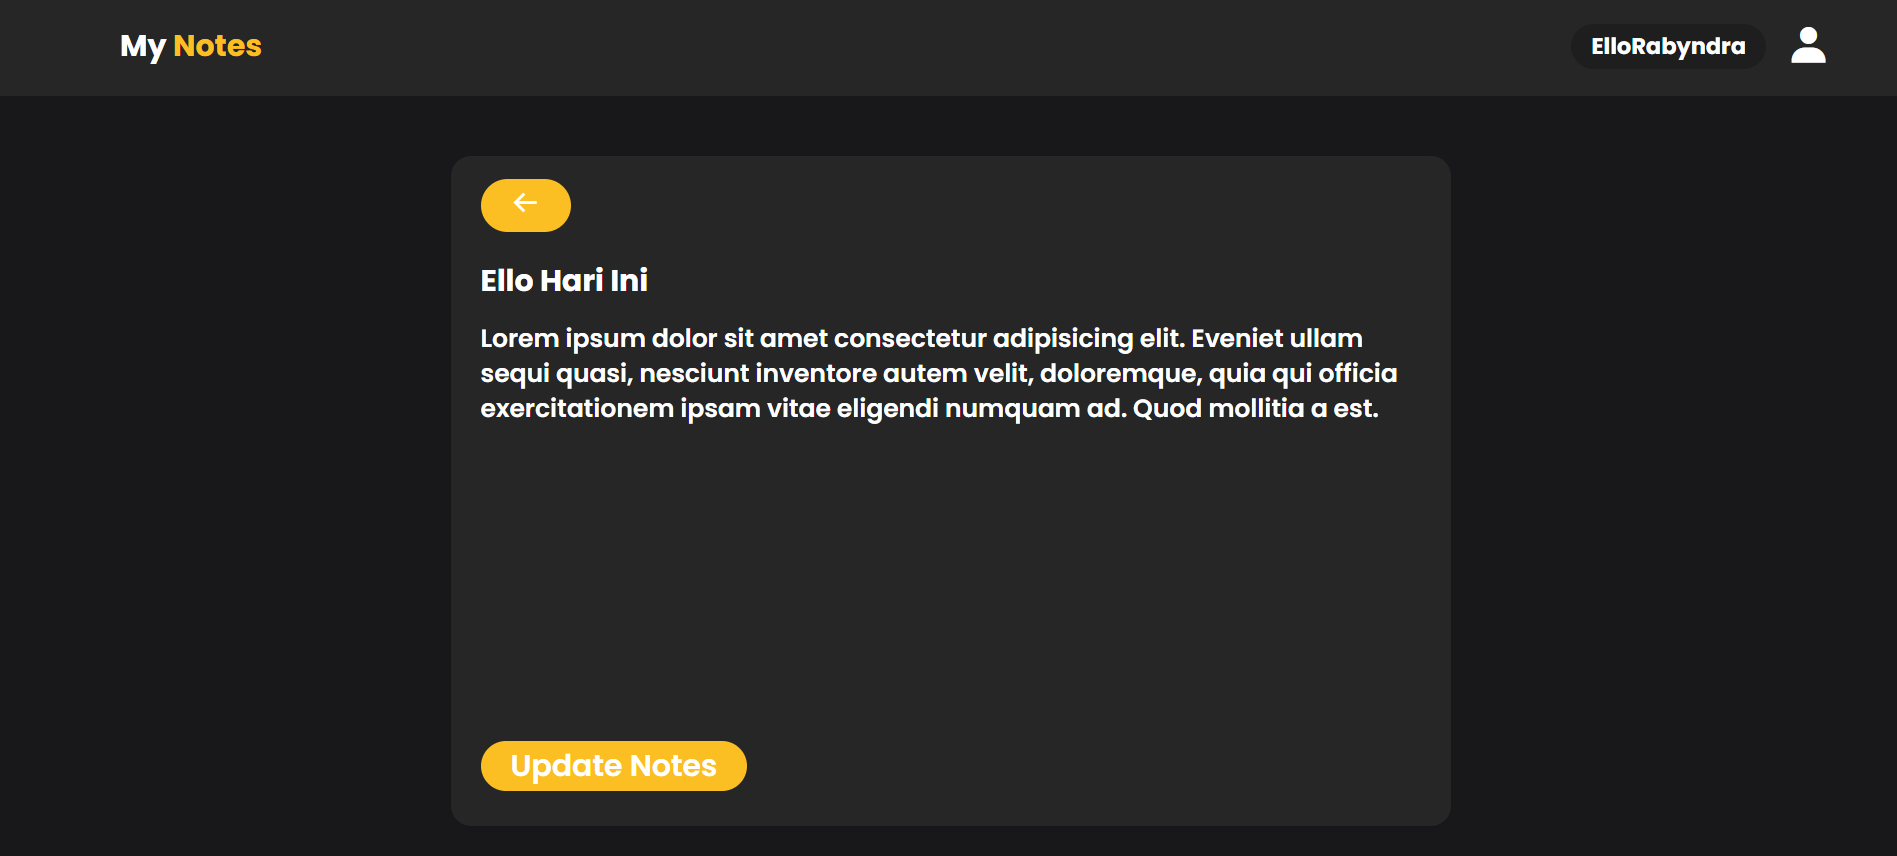 My Notes
ElloRabyndra
Ello Hari Ini
Lorem ipsum dolor sit amet consectetur adipisicing elit. Eveniet ullam
sequi quasi, nesciunt inventore autem velit, doloremque, quia qui officia
exercitationem ipsam vitae eligendi numquam ad. Quod mollitia a est.
Update Notes